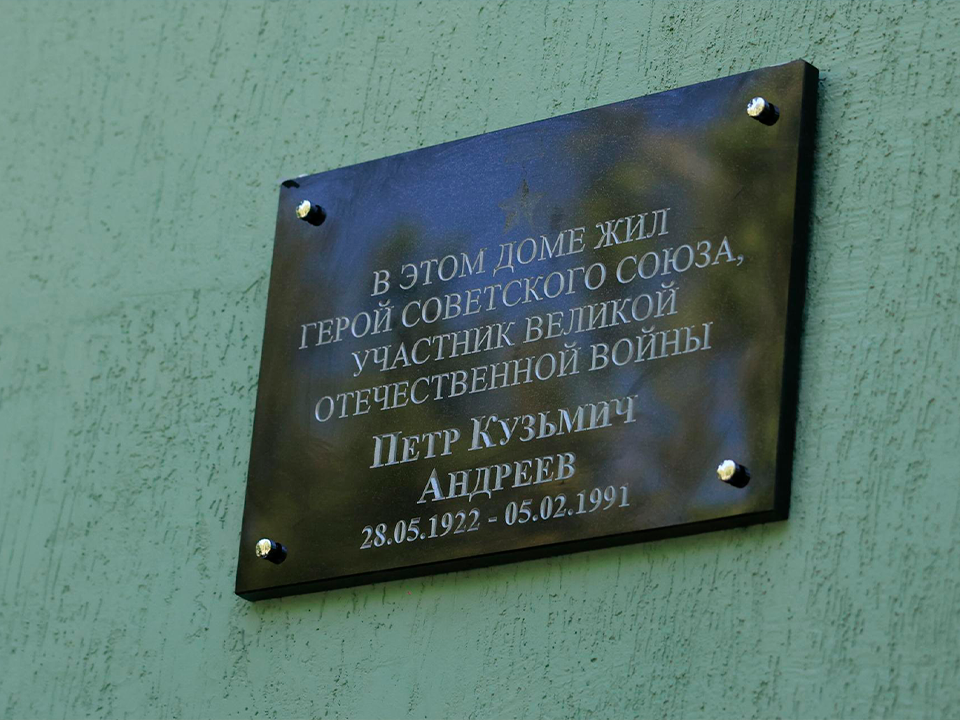 В ЭТОМ ДОМЕ ЖИЛ
ГЕРОЙ СОВЕТСКОГО СОЮЗА,
УЧАСТНИК ВЕЛИКОЙ
ОТЕЧЕСТВЕННОЙ ВОЙНЫ
ПЕТР КУЗЬМИЧ
АНДРЕЕВ
28.05.1922 - 05.02.1991